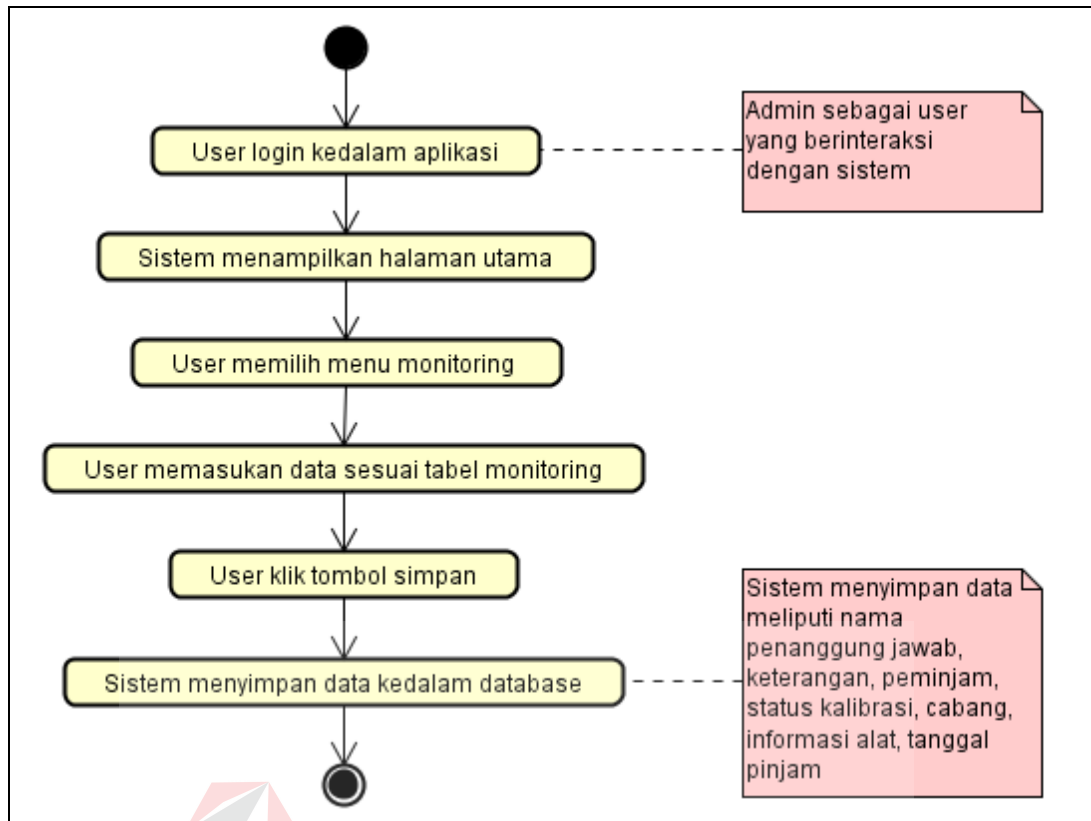 User login kedalam aplikasi
Admin sebagai user
yang berinteraksi
dengan sistem
Sistem menampilkan halaman utama
User memilih menu monitoring
User memasukan data sesuai tabel monitoring
User klik tombol simpan
Sistem menyimpan data kedalam database
Sistem menyimpan data
meliputi nama
penanggung jawab,
keterangan, peminjam,
status kalibrasi, cabang,
informasi alat, tanggal
pinjam